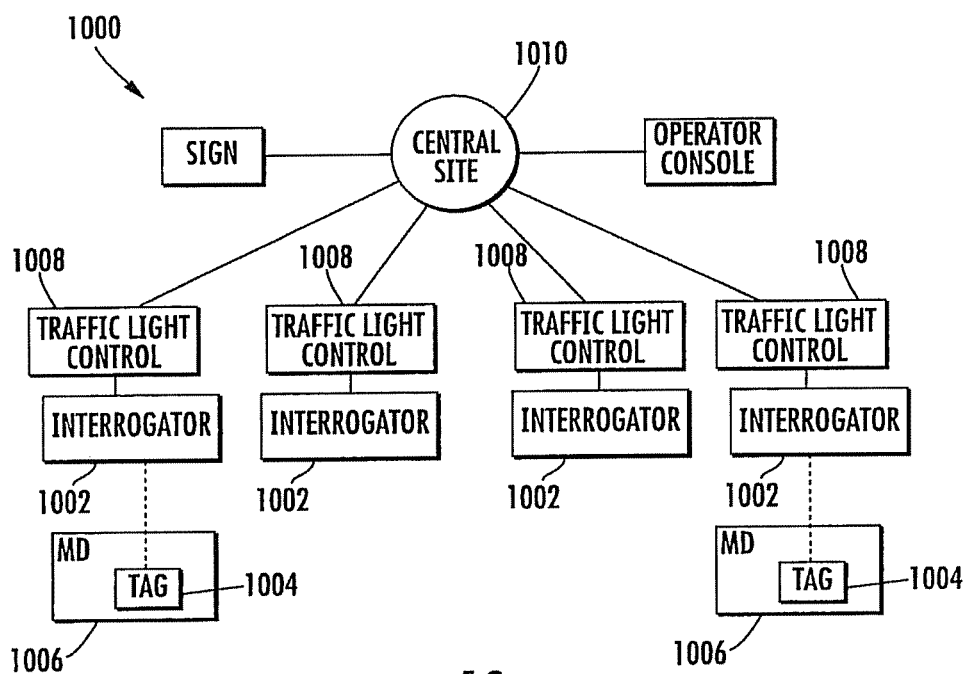 1000
1010
SIGN
CENTRAL
SITE
OPERATOR
CONSOLE
1008
1008
1008
1008
TRAFFIC LIGHT
CONTROL
TRAFFIC LIGHT
CONTROL
TRAFFIC LIGHT
CONTROL
TRAFFIC LIGHT
CONTROL
INTERROGATOR
INTERROGATOR
INTERROGATOR
INTERROGATOR
1002
1002
1002
1002
MD
TAG
1004
1006
MD
TAG
1004
1006